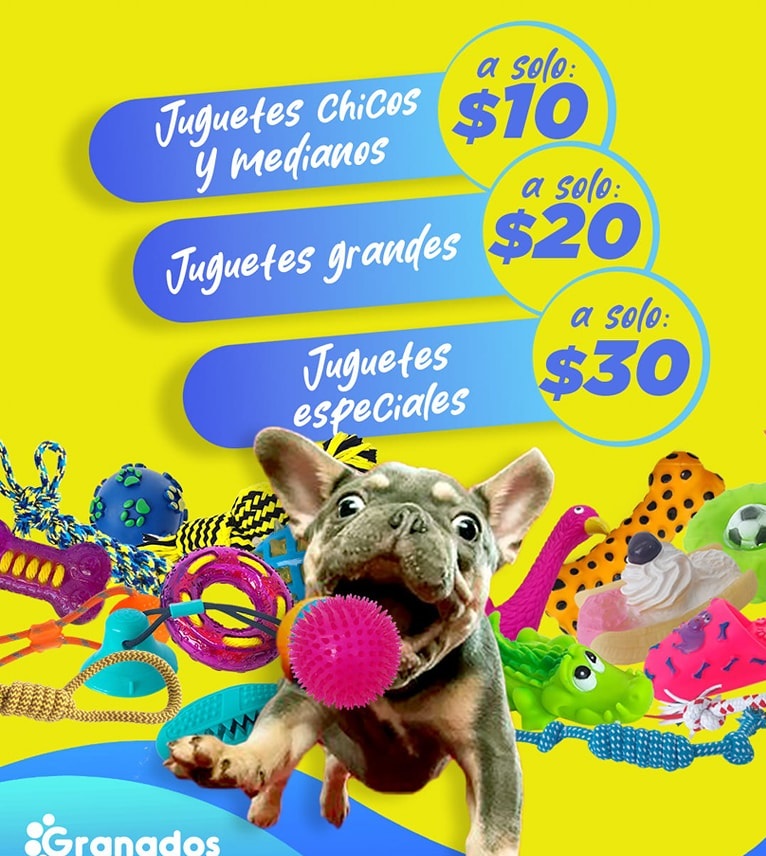 Juguetes chicos
y medianos
a solo:
$10
Juguetes grandes
a solo:
$20
Juguetes
especiales
a solo:
$30
Granados